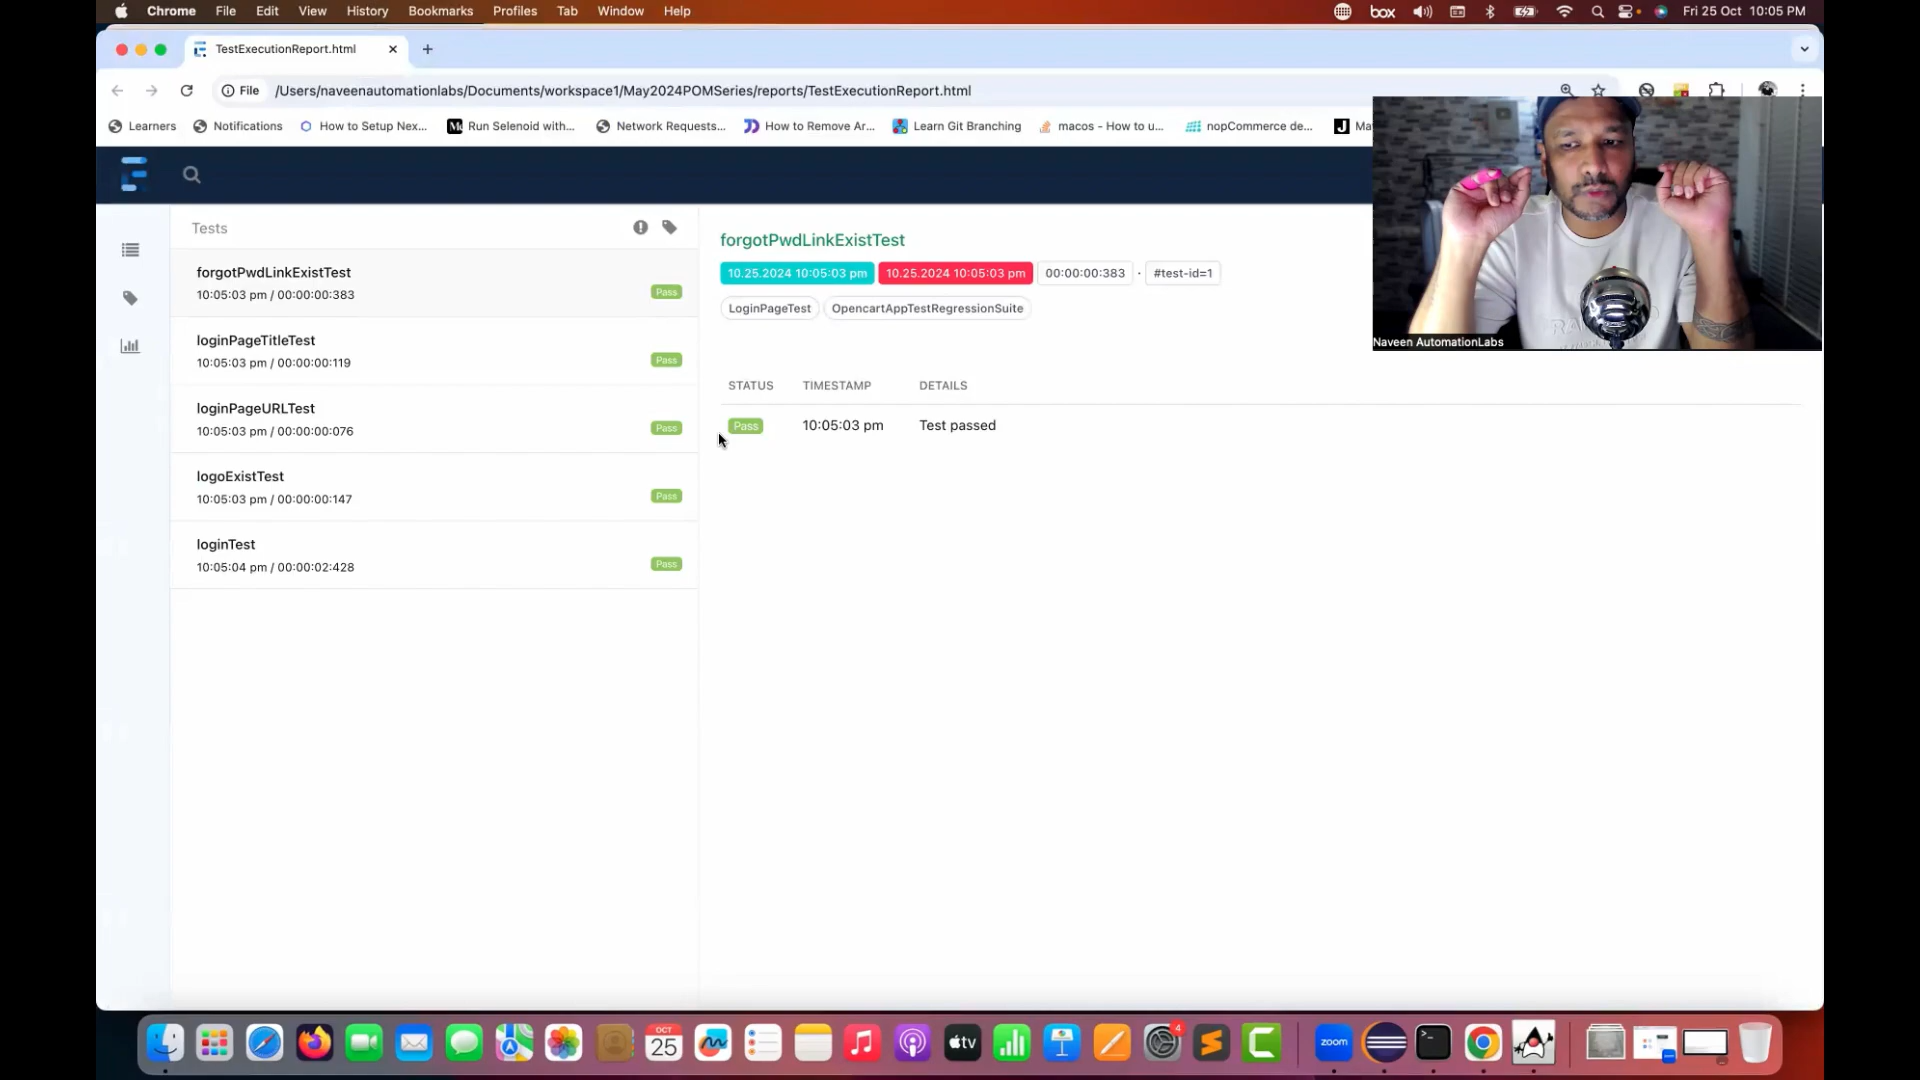 Chrome File Edit View History Bookmarks Profiles Tab Window Help box Fri 25 Oct 10:05 PM
TestExecutionReport.html
File /Users/naveenautomationlabs/Documents/workspace1/May2024POMSeries/reports/TestExecutionReport.html
Learners Notifications How to Setup Nex... Run Selenoid with... Network Requests... How to Remove Ar... Learn Git Branching macos - How to u... nopCommerce de... Ma
Tests
forgotPwdLinkExistTest
10:05:03 pm / 00:00:00:383
Pass
loginPageTitleTest
10:05:03 pm / 00:00:00:119
Pass
loginPageURLTest
10:05:03 pm / 00:00:00:076
Pass
logoExistTest
10:05:03 pm / 00:00:00:147
Pass
loginTest
10:05:04 pm / 00:00:02:428
Pass
forgotPwdLinkExistTest
10.25.2024 10:05:03 pm 10.25.2024 10:05:03 pm 00:00:00:383 · #test-id=1
LoginPageTest OpencartAppTestRegressionSuite
STATUS TIMESTAMP DETAILS
Pass 10:05:03 pm Test passed
Naveen AutomationLabs
OCT
25
tv
4
zoom